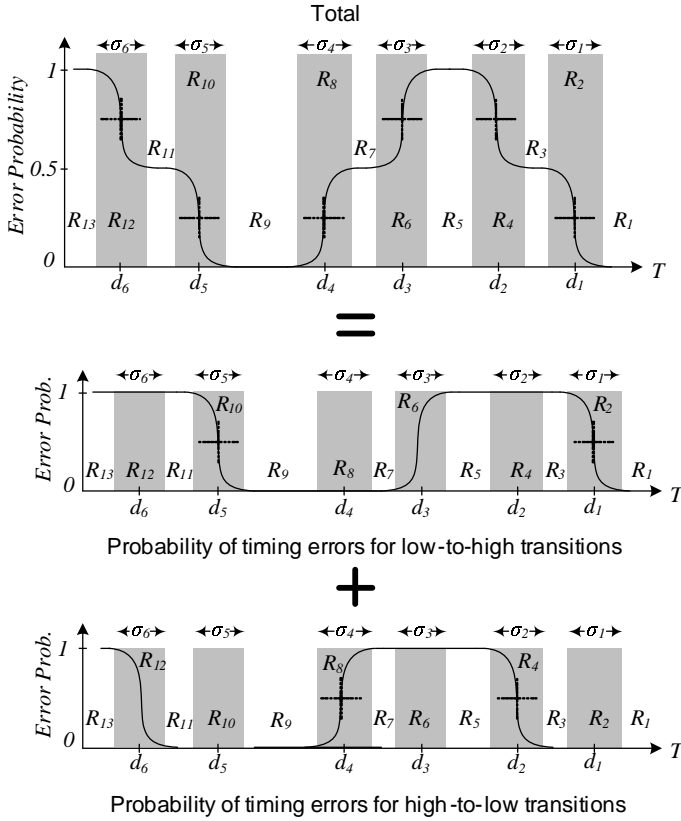 Total
σ6 σ5 σ4 σ3 σ2 σ1
Error Probability
1
R10 R8 R2
R11 R7 R3
0.5
R13 R12 R9 R6 R5 R4 R1
0
d6 d5 d4 d3 d2 d1 T
=
σ6 σ5 σ4 σ3 σ2 σ1
Error Prob.
1
R10 R6 R2
R13 R12 R11 R9 R8 R7 R5 R4 R3 R1
0
d6 d5 d4 d3 d2 d1 T
Probability of timing errors for low-to-high transitions
+
σ6 σ5 σ4 σ3 σ2 σ1
Error Prob.
1
R12 R8 R4
R13 R11 R10 R9 R7 R6 R5 R3 R2 R1
0
d6 d5 d4 d3 d2 d1 T
Probability of timing errors for high-to-low transitions